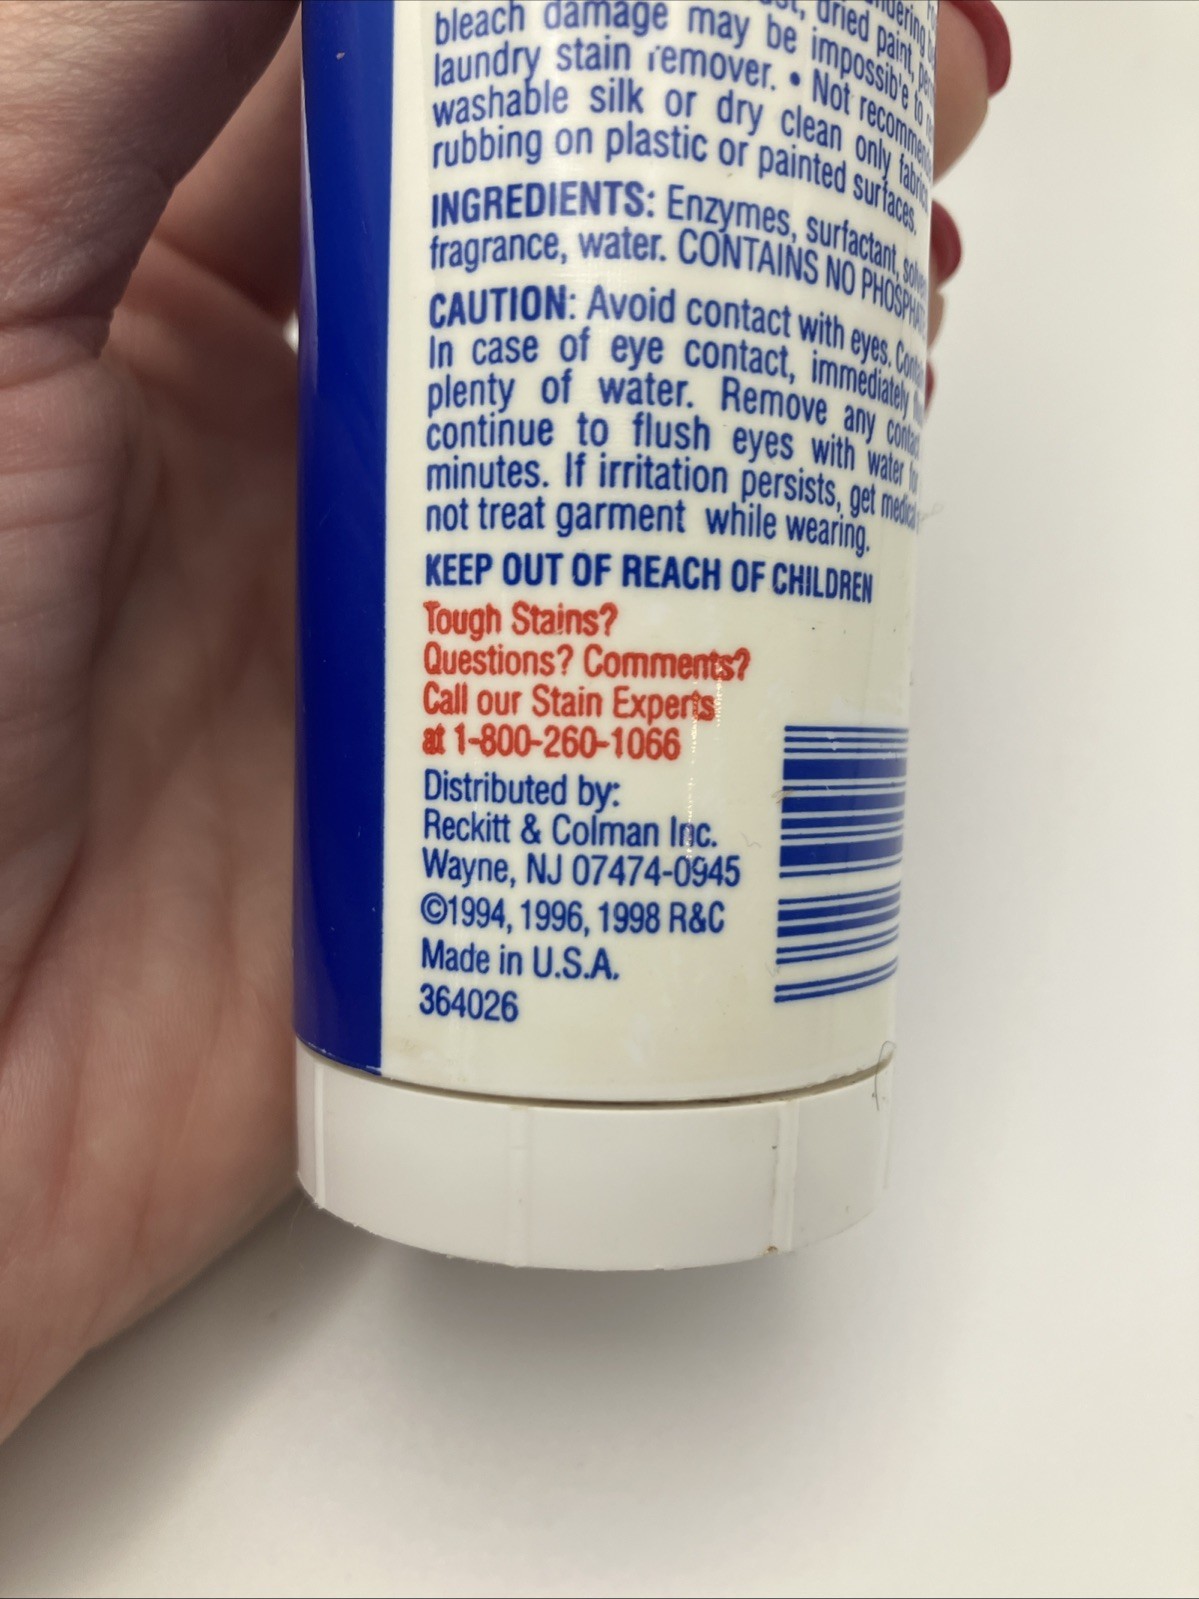 dried paint,
bleach damage may be impossible to
laundry stain remover. • Not
washable silk or dry clean only
rubbing on plastic or painted surfaces.
INGREDIENTS: Enzymes, surfactant,
fragrance, water. CONTAINS NO
CAUTION: Avoid contact with eyes.
In case of eye contact, immediately
plenty of water. Remove any
continue to flush eyes with water
minutes. If irritation persists, get medical
not treat garment while wearing.
KEEP OUT OF REACH OF CHILDREN
Tough Stains?
Questions? Comments?
Call our Stain Experts
at 1-800-260-1066
Distributed by:
Reckitt & Colman Inc.
Wayne, NJ 07474-0945
©1994, 1996, 1998 R&C
Made in U.S.A.
364026